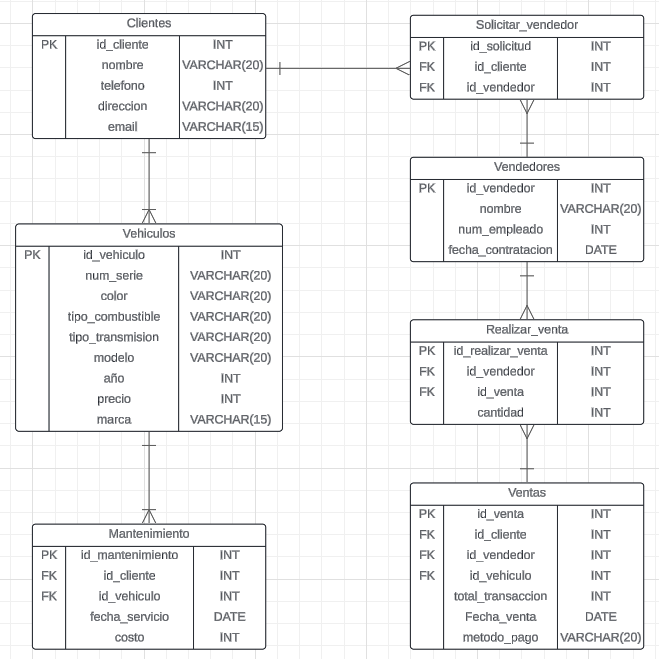 Clientes
PK id_cliente INT
nombre VARCHAR(20)
telefono INT
direccion VARCHAR(20)
email VARCHAR(15)
Vehiculos
PK id_vehiculo INT
num_serie VARCHAR(20)
color VARCHAR(20)
tipo_combustible VARCHAR(20)
tipo_transmision VARCHAR(20)
modelo VARCHAR(20)
año INT
precio INT
marca VARCHAR(15)
Mantenimiento
PK id_mantenimiento INT
FK id_cliente INT
FK id_vehiculo INT
fecha_servicio DATE
costo INT
Solicitar_vendedor
PK id_solicitud INT
FK id_cliente INT
FK id_vendedor INT
Vendedores
PK id_vendedor INT
nombre VARCHAR(20)
num_empleado INT
fecha_contratacion DATE
Realizar_venta
PK id_realizar_venta INT
FK id_vendedor INT
FK id_venta INT
cantidad INT
Ventas
PK id_venta INT
FK id_cliente INT
FK id_vendedor INT
FK id_vehiculo INT
total_transaccion INT
Fecha_venta DATE
metodo_pago VARCHAR(20)